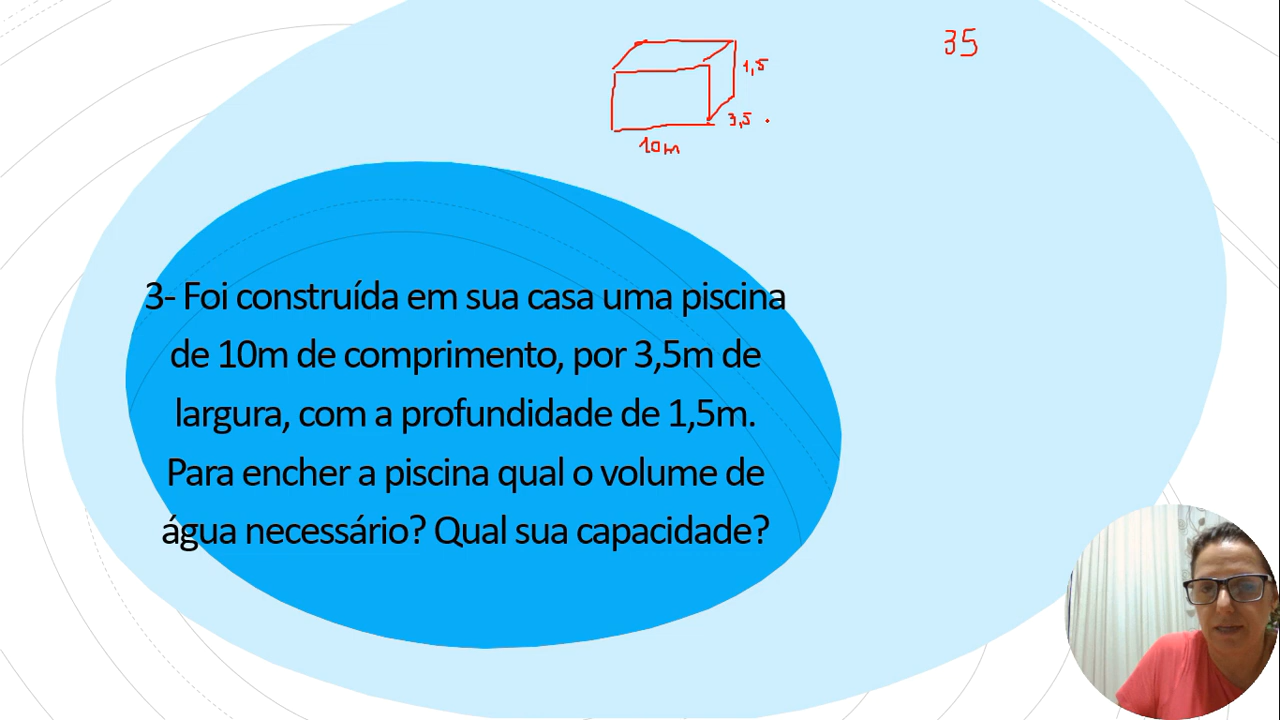 35
1,5
3,5
10m
3- Foi construída em sua casa uma piscina
de 10m de comprimento, por 3,5m de
largura, com a profundidade de 1,5m.
Para encher a piscina qual o volume de
água necessário? Qual sua capacidade?